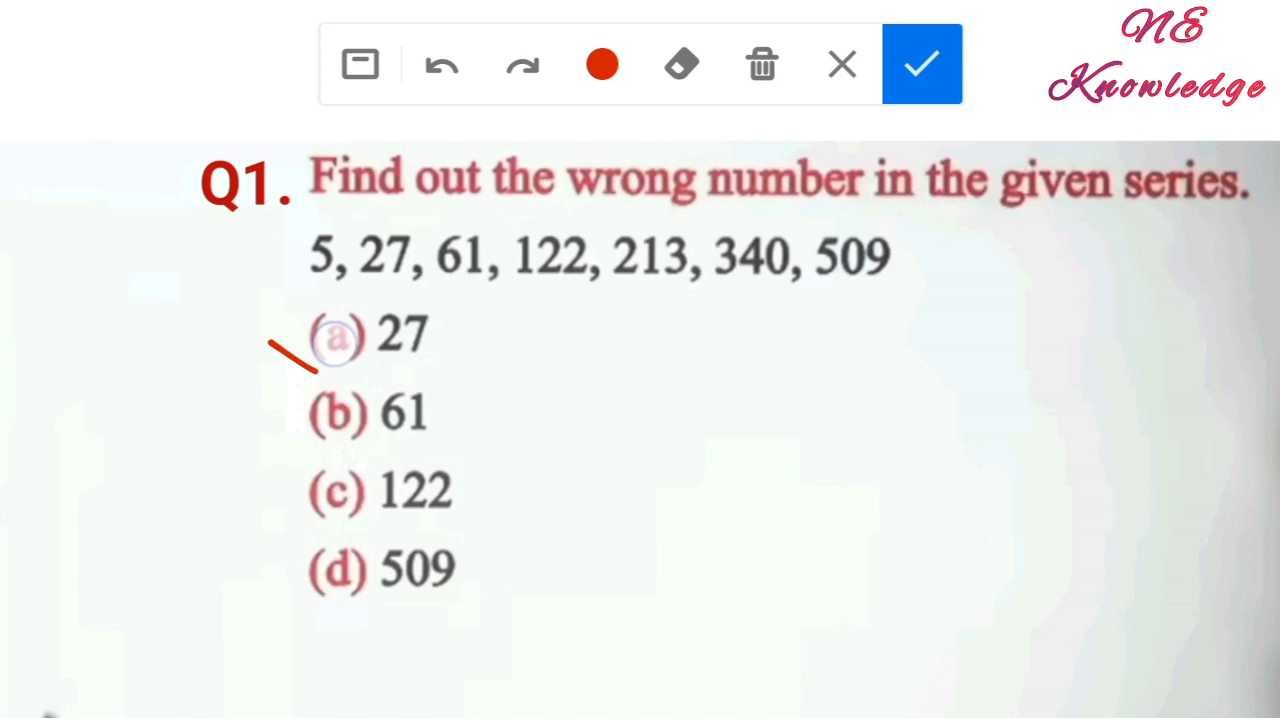 NE
Knowledge
Q1. Find out the wrong number in the given series.
5, 27, 61, 122, 213, 340, 509
(a) 27
(b) 61
(c) 122
(d) 509